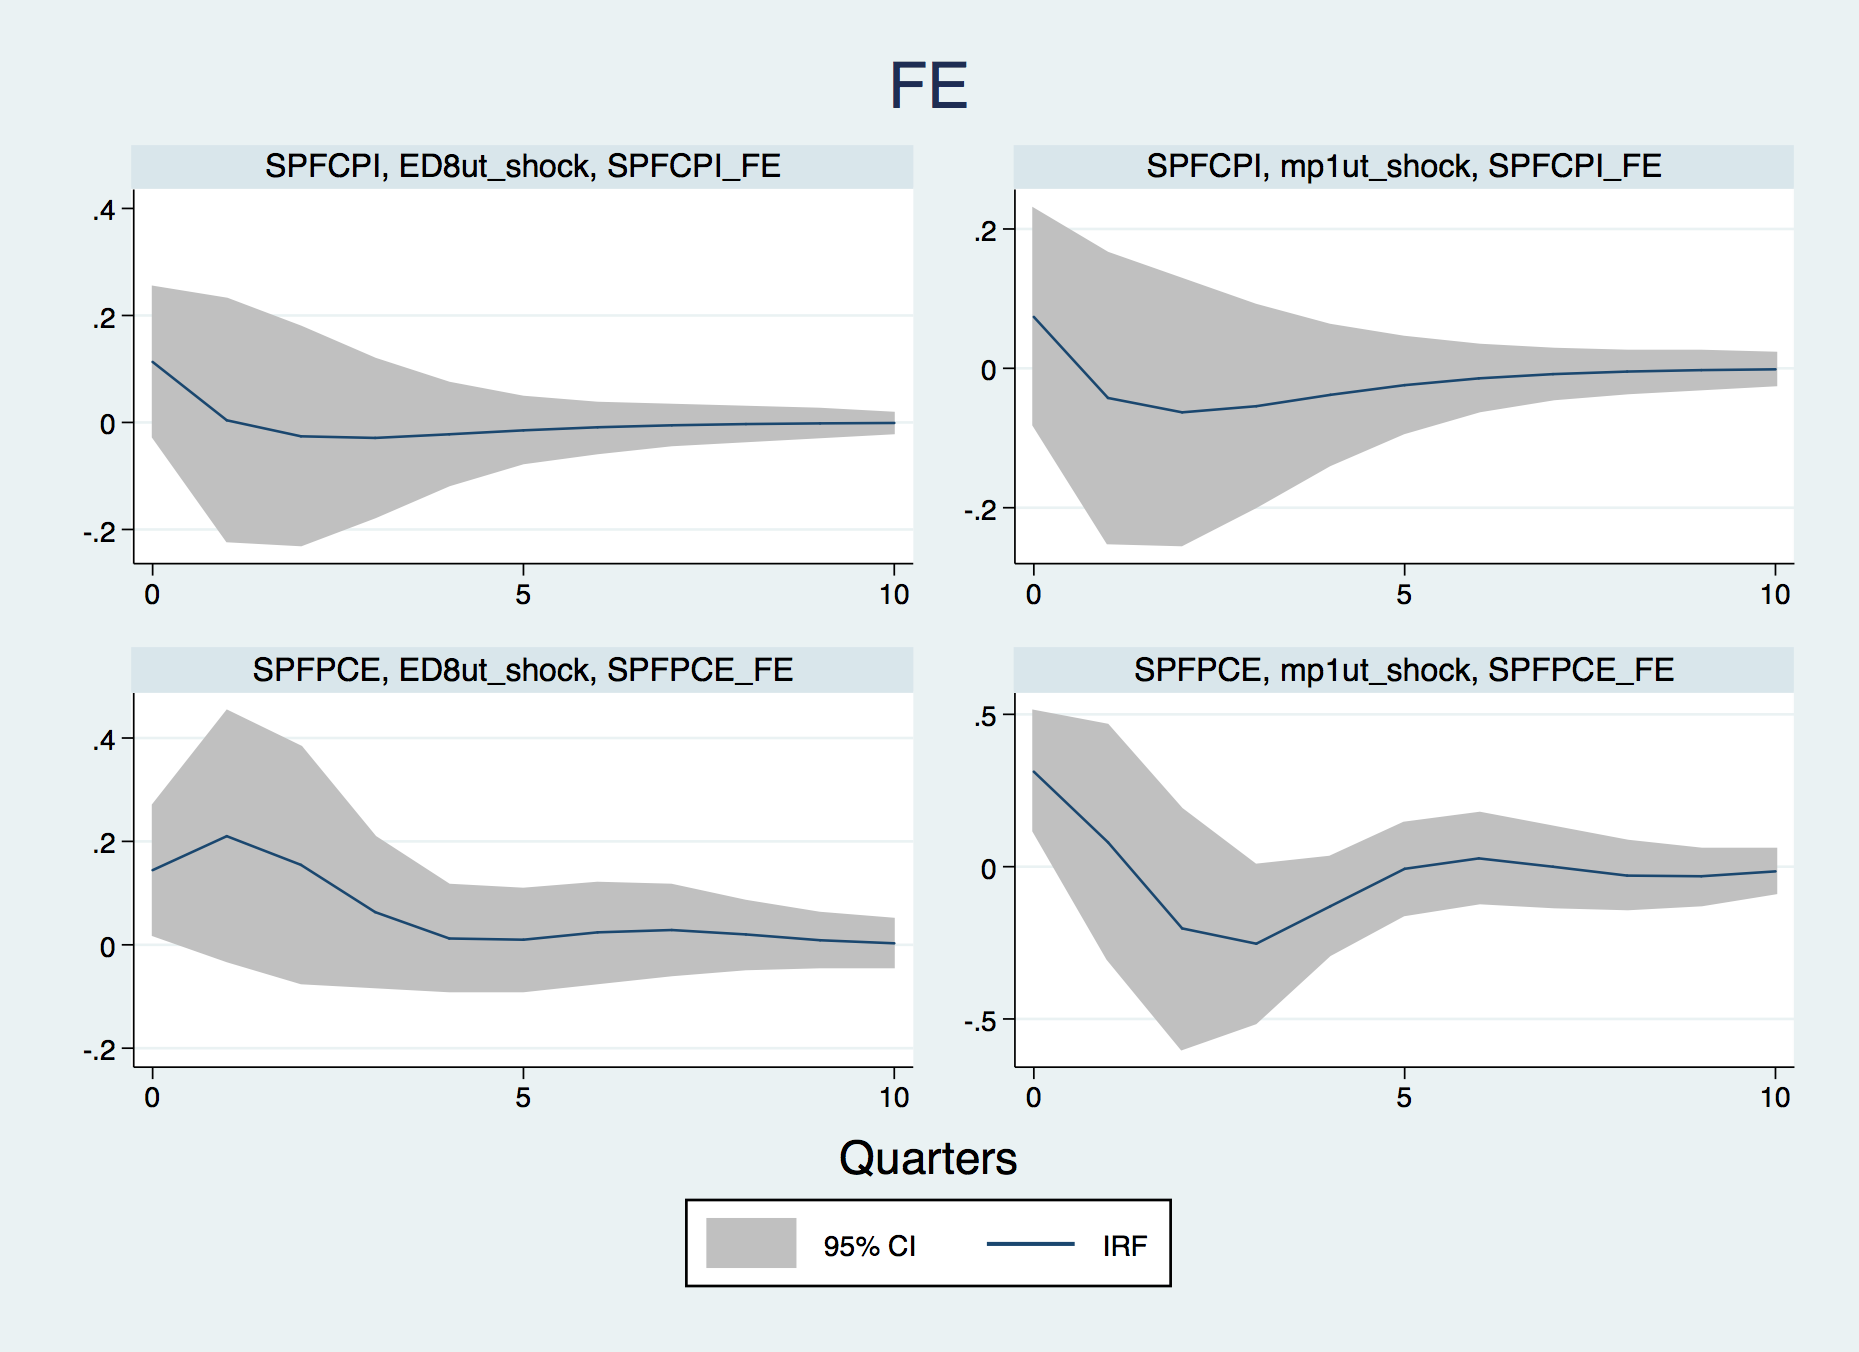 FE
SPFCPI, ED8ut_shock, SPFCPI_FE
.4
.2
0
-.2
0 5 10
SPFCPI, mp1ut_shock, SPFCPI_FE
.2
0
-.2
0 5 10
SPFPCE, ED8ut_shock, SPFPCE_FE
.4
.2
0
-.2
0 5 10
SPFPCE, mp1ut_shock, SPFPCE_FE
.5
0
-.5
0 5 10
Quarters
95% CI IRF